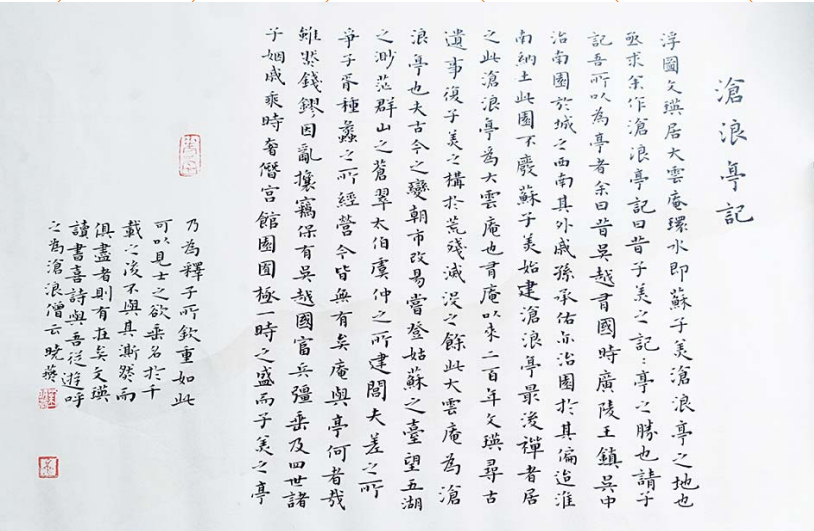 滄浪亭記
浮圖文瑛居大雲庵環水即蘇子美滄浪亭之地也
亟求余作滄浪亭記曰昔子美之記〻亭之勝也請子
記吾所以為亭者余曰昔吳越有國時廣陵王鎮吳中
治南園於城之西南其外戚孫承佑亦治園於其偏迨淮
南納土此園不廢蘇子美始建滄浪亭最後禪者居
之此滄浪亭為大雲庵也有庵以來二百年文瑛尋古
遺事復子美之構於荒殘滅沒之餘此大雲庵為滄
浪亭也夫古今之變朝市改易嘗登姑蘇之臺望五湖
之渺茫群山之蒼翠太伯虞仲之所建閭夫差之所
爭子胥種蠡之所經營今皆無有矣庵與亭何者哉
雖然錢鏐因亂攘竊保有吳越國富兵彊垂及四世諸
子姻戚乘時奢僭宮館園囿極一時之盛而子美之亭
乃為釋子所欽重如此
可以見士之欲垂名於千
載之後不與其澌然而
俱盡者則有在矣文瑛
讀書喜詩與吾徒遊呼
之為滄浪僧云曉燕